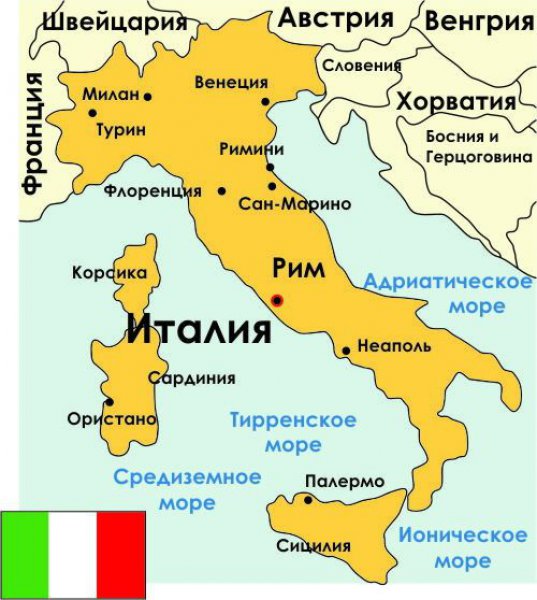 Швейцария
Австрия
Венгрия
Франция
Словения
Хорватия
Босния и
Герцоговина
Милан
Турин
Венеция
Римини
Флоренция
Сан-Марино
Корсика
Рим
Адриатическое
море
Италия
Неаполь
Сардиния
Ористано
Тирренское
море
Средиземное
море
Палермо
Сицилия
Ионическое
море